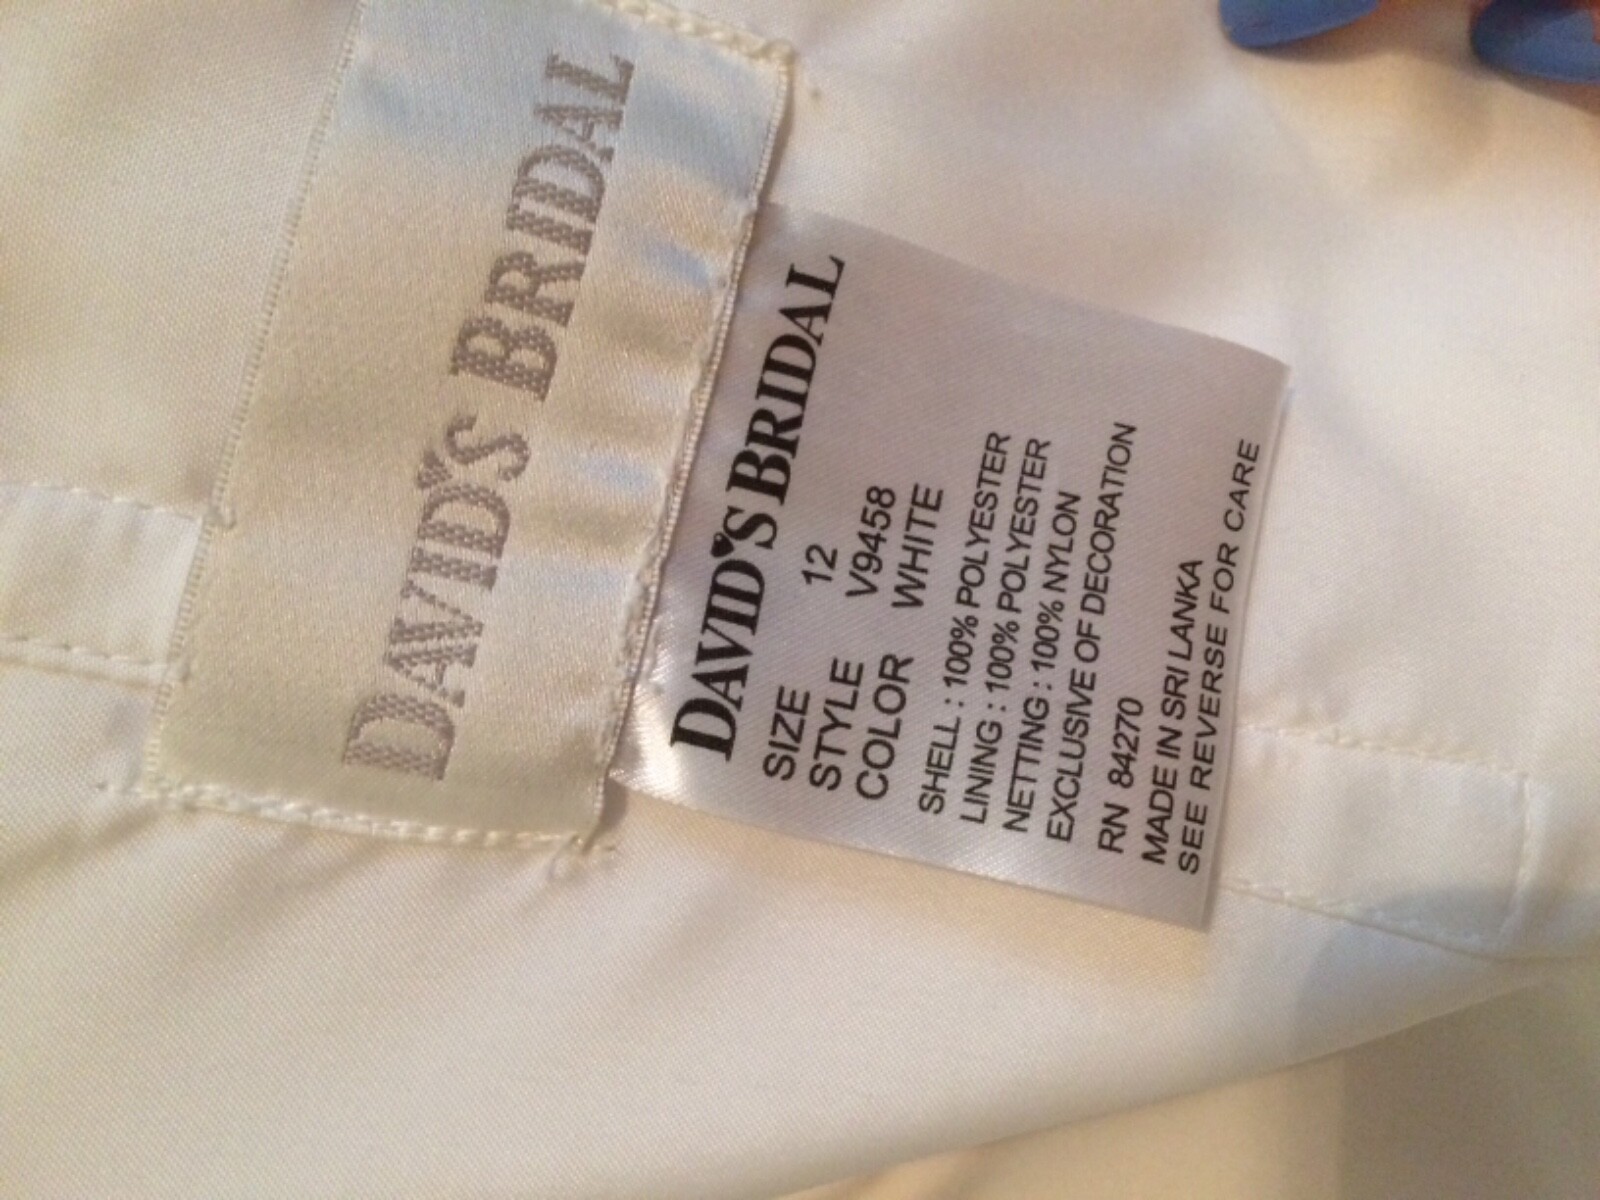 DAVID'S BRIDAL
DAVID'S BRIDAL
SIZE 12
STYLE V9458
COLOR WHITE
SHELL : 100% POLYESTER
LINING : 100% POLYESTER
NETTING : 100% NYLON
EXCLUSIVE OF DECORATION
RN 84270
MADE IN SRI LANKA
SEE REVERSE FOR CARE